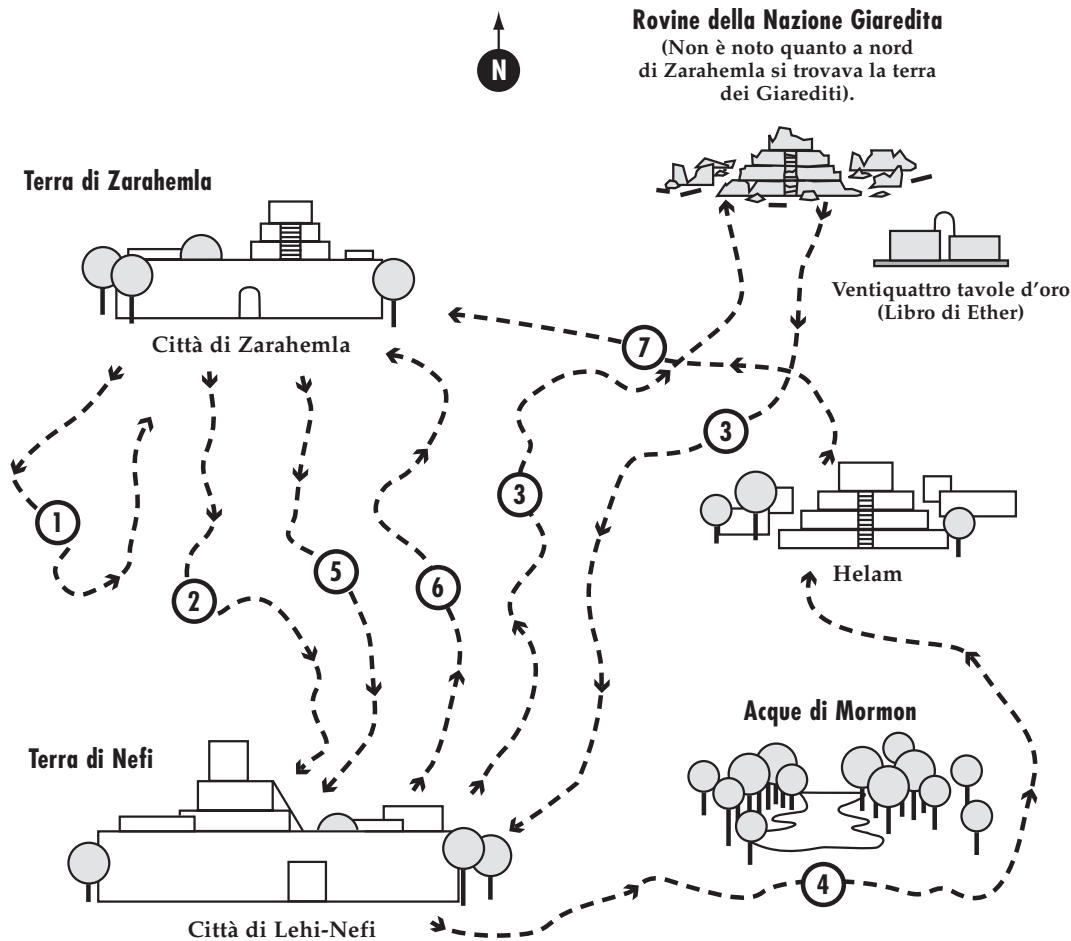 Rovine della Nazione Giaredita
(Non è noto quanto a nord
di Zarahemla si trovava la terra
dei Giarediti).
N
Terra di Zarahemla
Ventiquattro tavole d'oro
(Libro di Ether)
Città di Zarahemla
7
3
3
1
5
6
2
Helam
Acque di Mormon
Terra di Nefi
4
Città di Lehi-Nefi